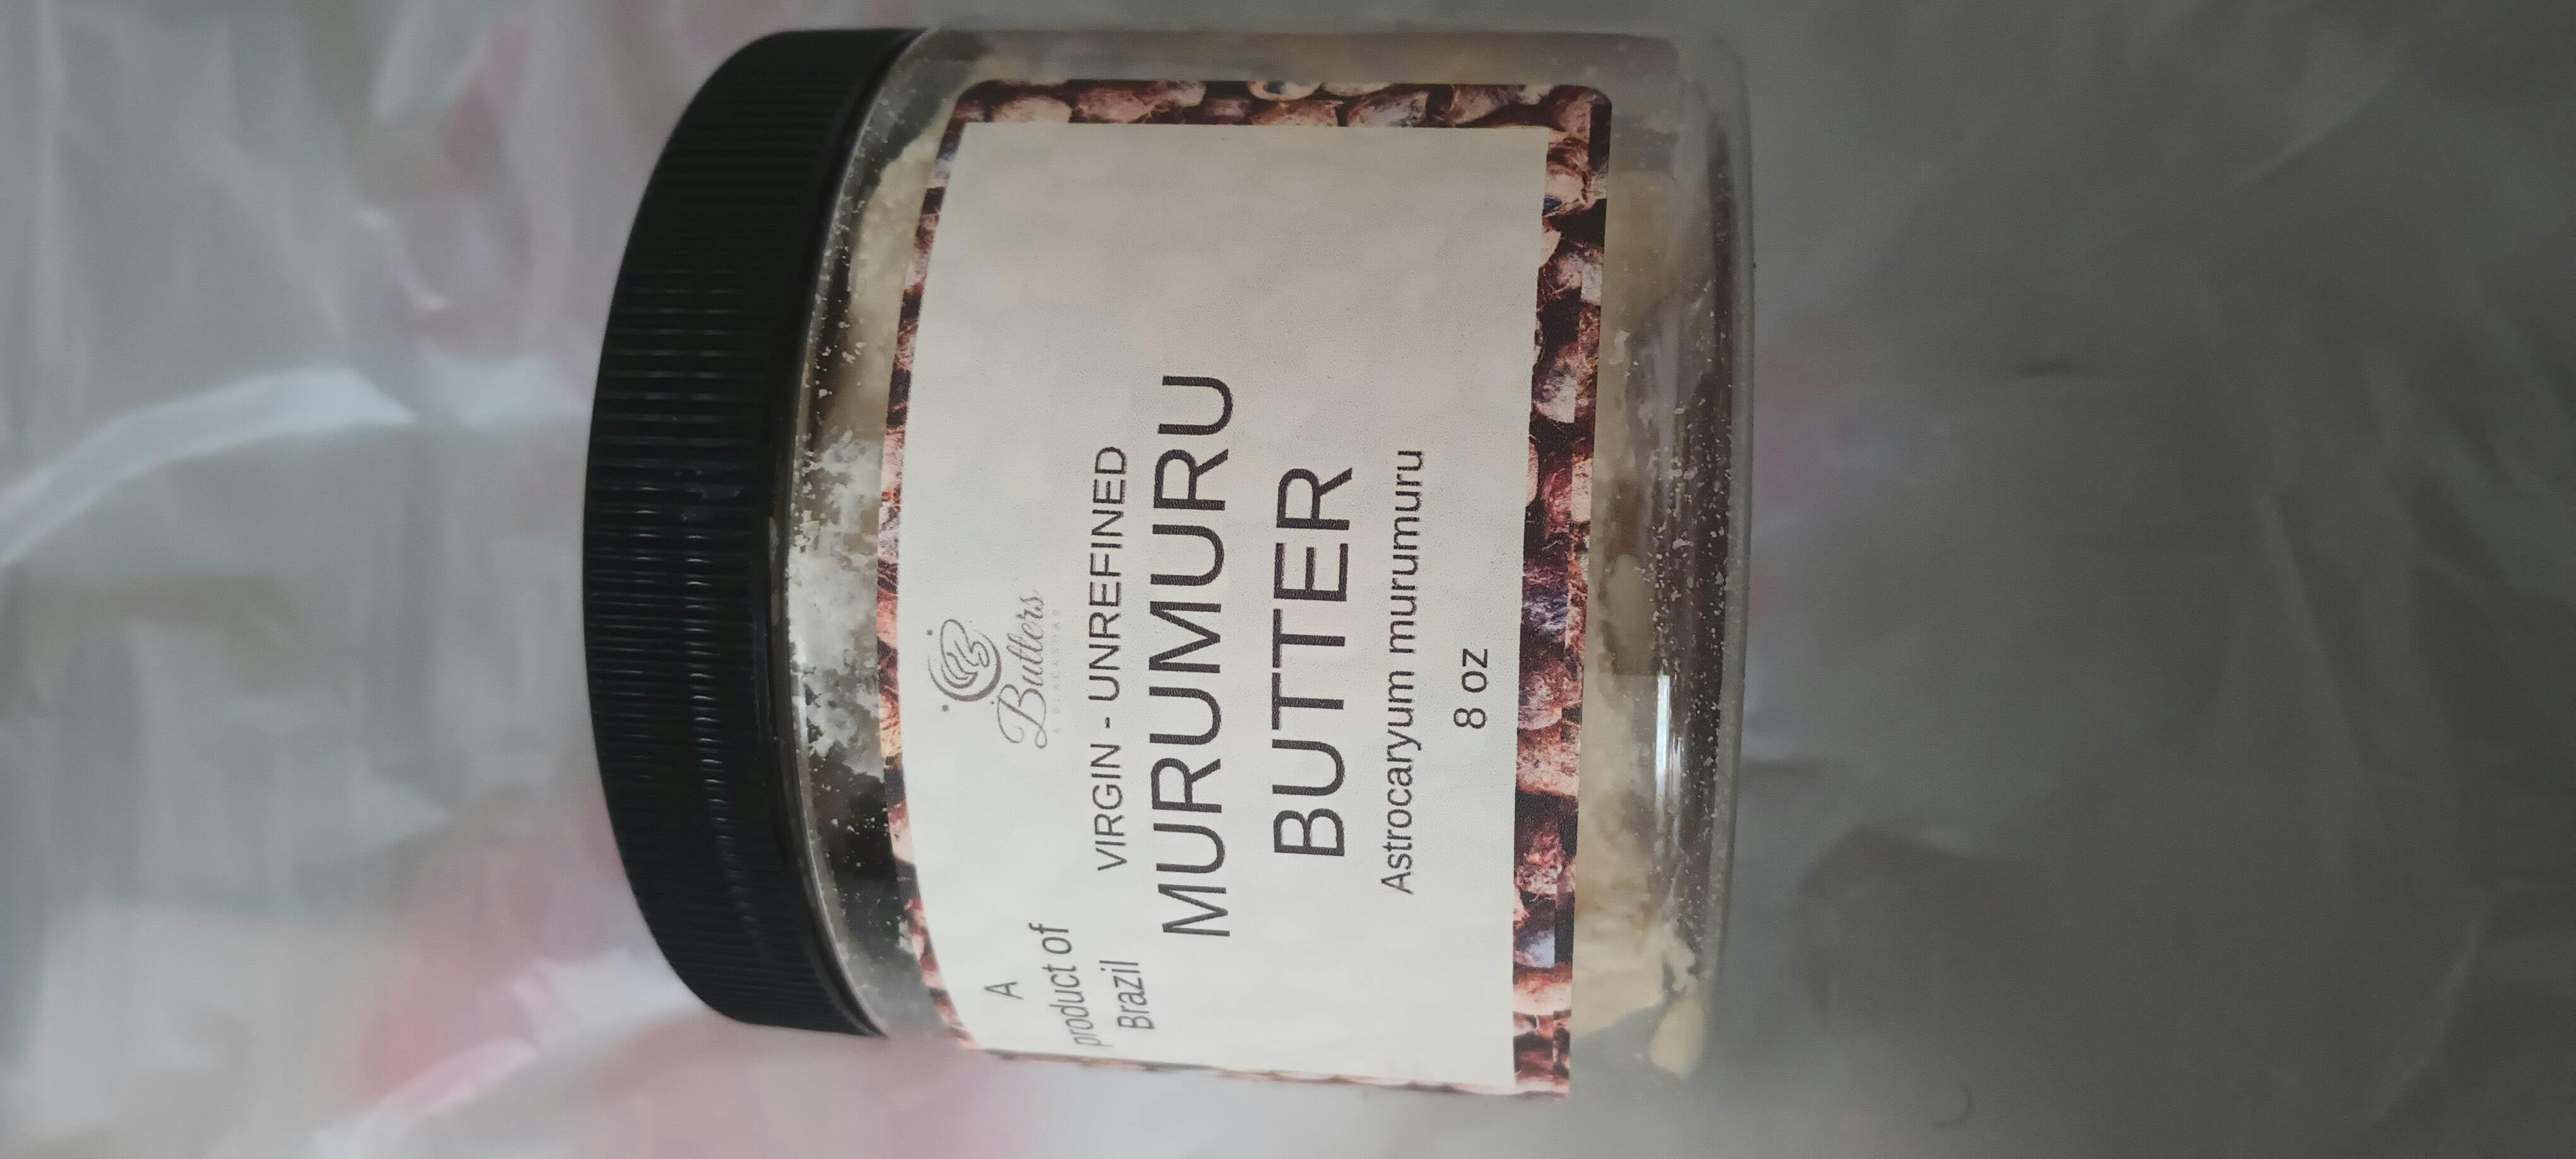 Butters
VIRGIN - UNREFINED
MURUMURU
BUTTER
Astrocaryum murumuru
8 oz
A
product of
Brazil